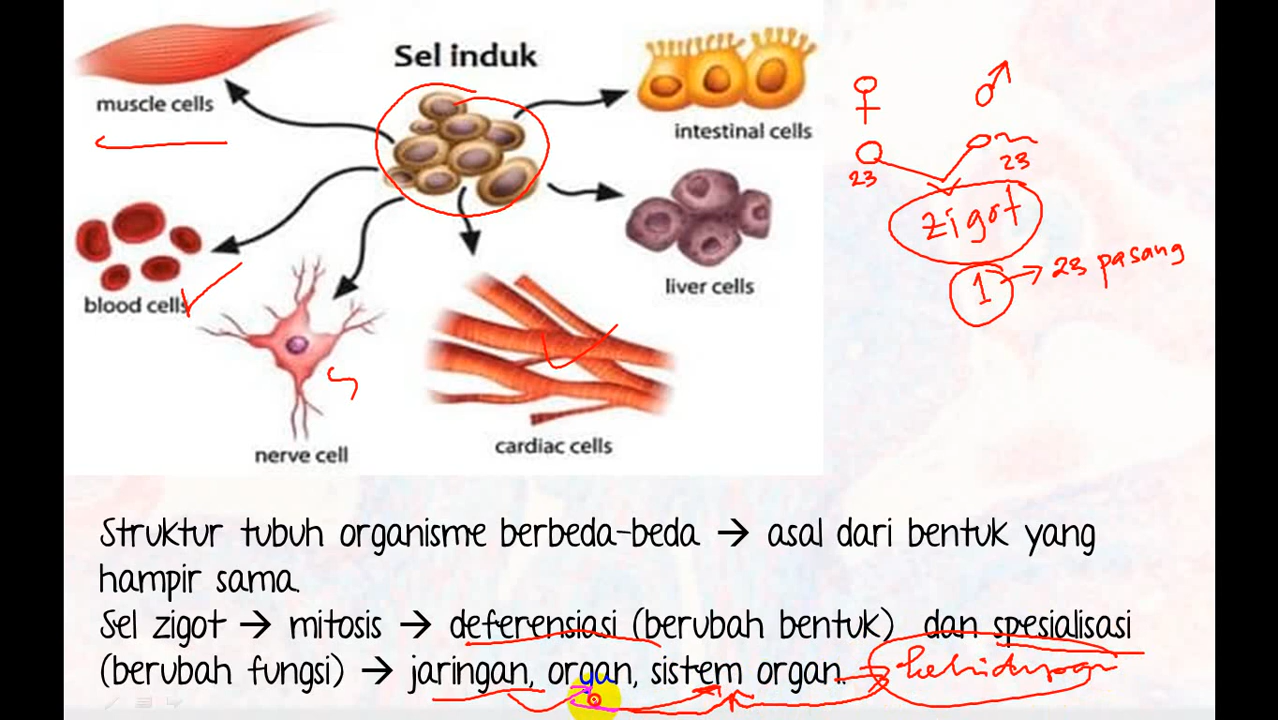 Sel induk
muscle cells
intestinal cells
blood cells
liver cells
nerve cell
cardiac cells
♀ ♂
23 23
zigot
1 → 23 pasang
Struktur tubuh organisme berbeda-beda → asal dari bentuk yang
hampir sama.
Sel zigot → mitosis → deferensiasi (berubah bentuk) dan spesialisasi
(berubah fungsi) → jaringan, organ, sistem organ. → kehidupan